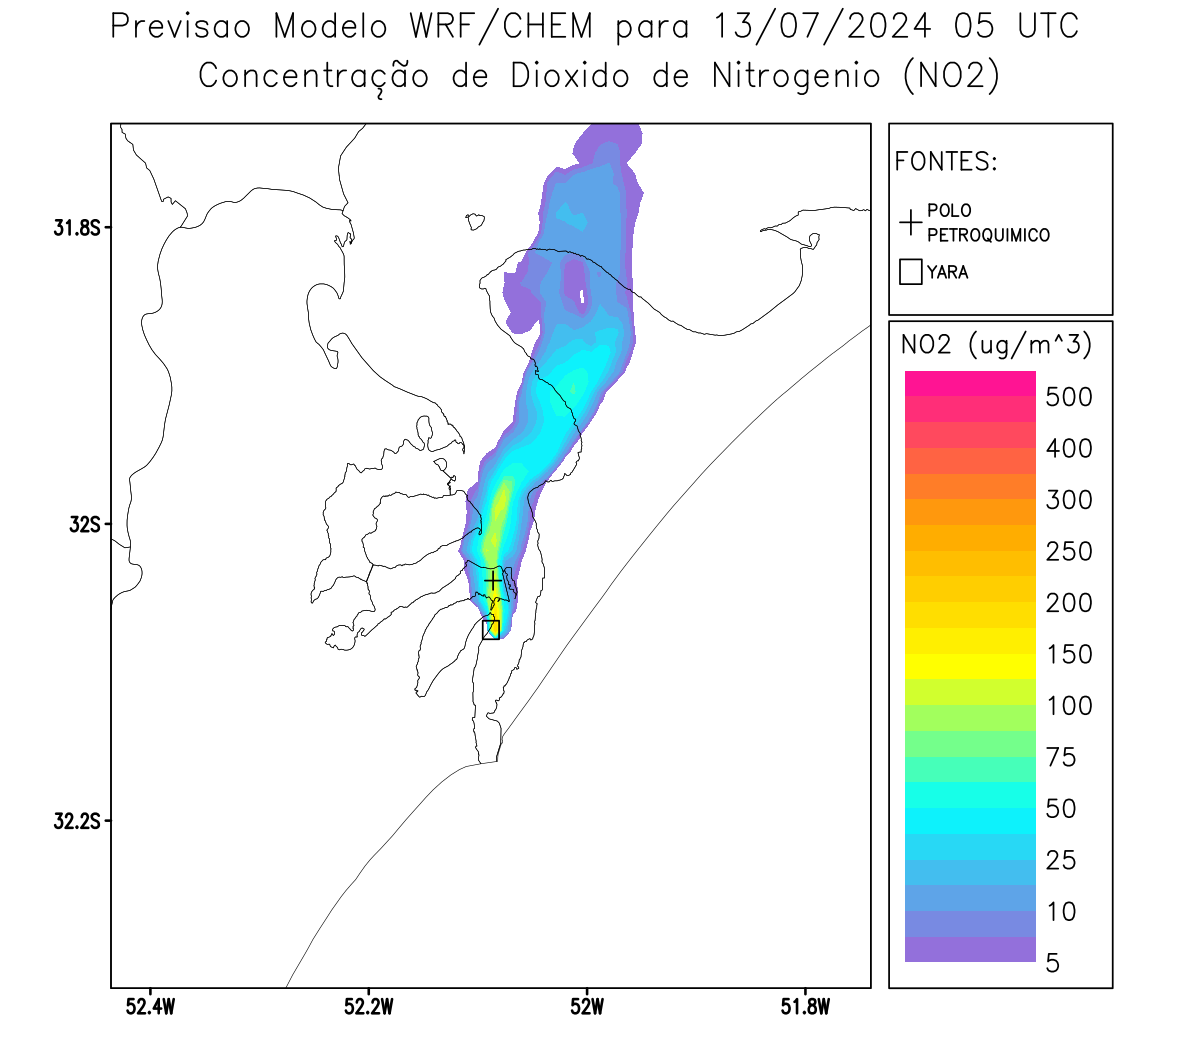 Previsao Modelo WRF/CHEM para 13/07/2024 05 UTC
Concentração de Dioxido de Nitrogenio (NO2)
FONTES:
POLO
PETROQUIMICO
YARA
NO2 (ug/m^3)
500
400
300
250
200
150
100
75
50
25
10
5
31.8S
32S
32.2S
52.4W
52.2W
52W
51.8W